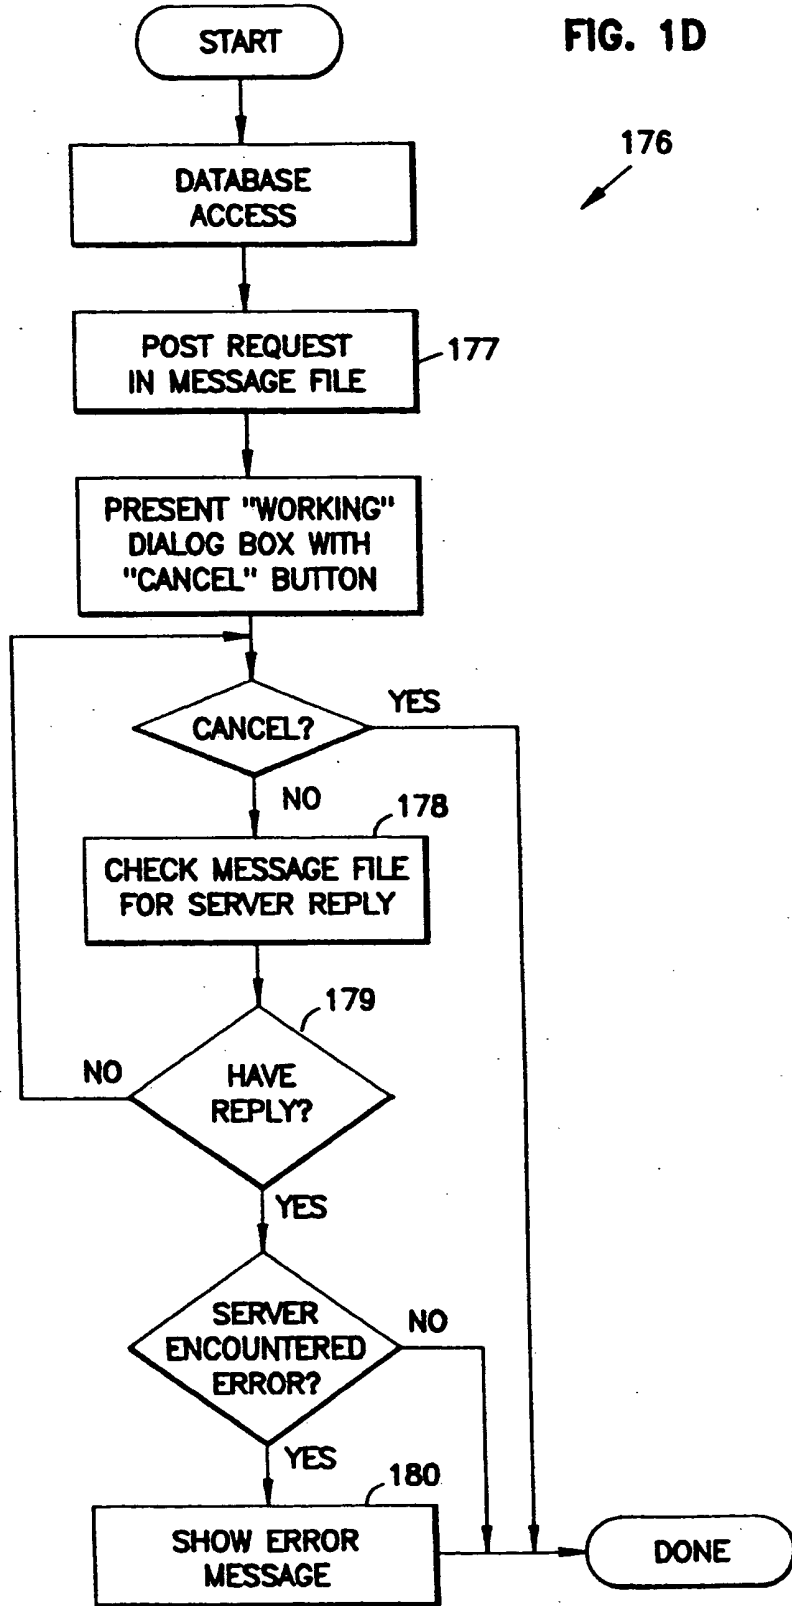 START
FIG. 1D
176
DATABASE
ACCESS
POST REQUEST
IN MESSAGE FILE
177
PRESENT "WORKING"
DIALOG BOX WITH
"CANCEL" BUTTON
CANCEL?
YES
NO
178
CHECK MESSAGE FILE
FOR SERVER REPLY
179
HAVE
REPLY?
NO
YES
SERVER
ENCOUNTERED
ERROR?
NO
YES
180
SHOW ERROR
MESSAGE
DONE